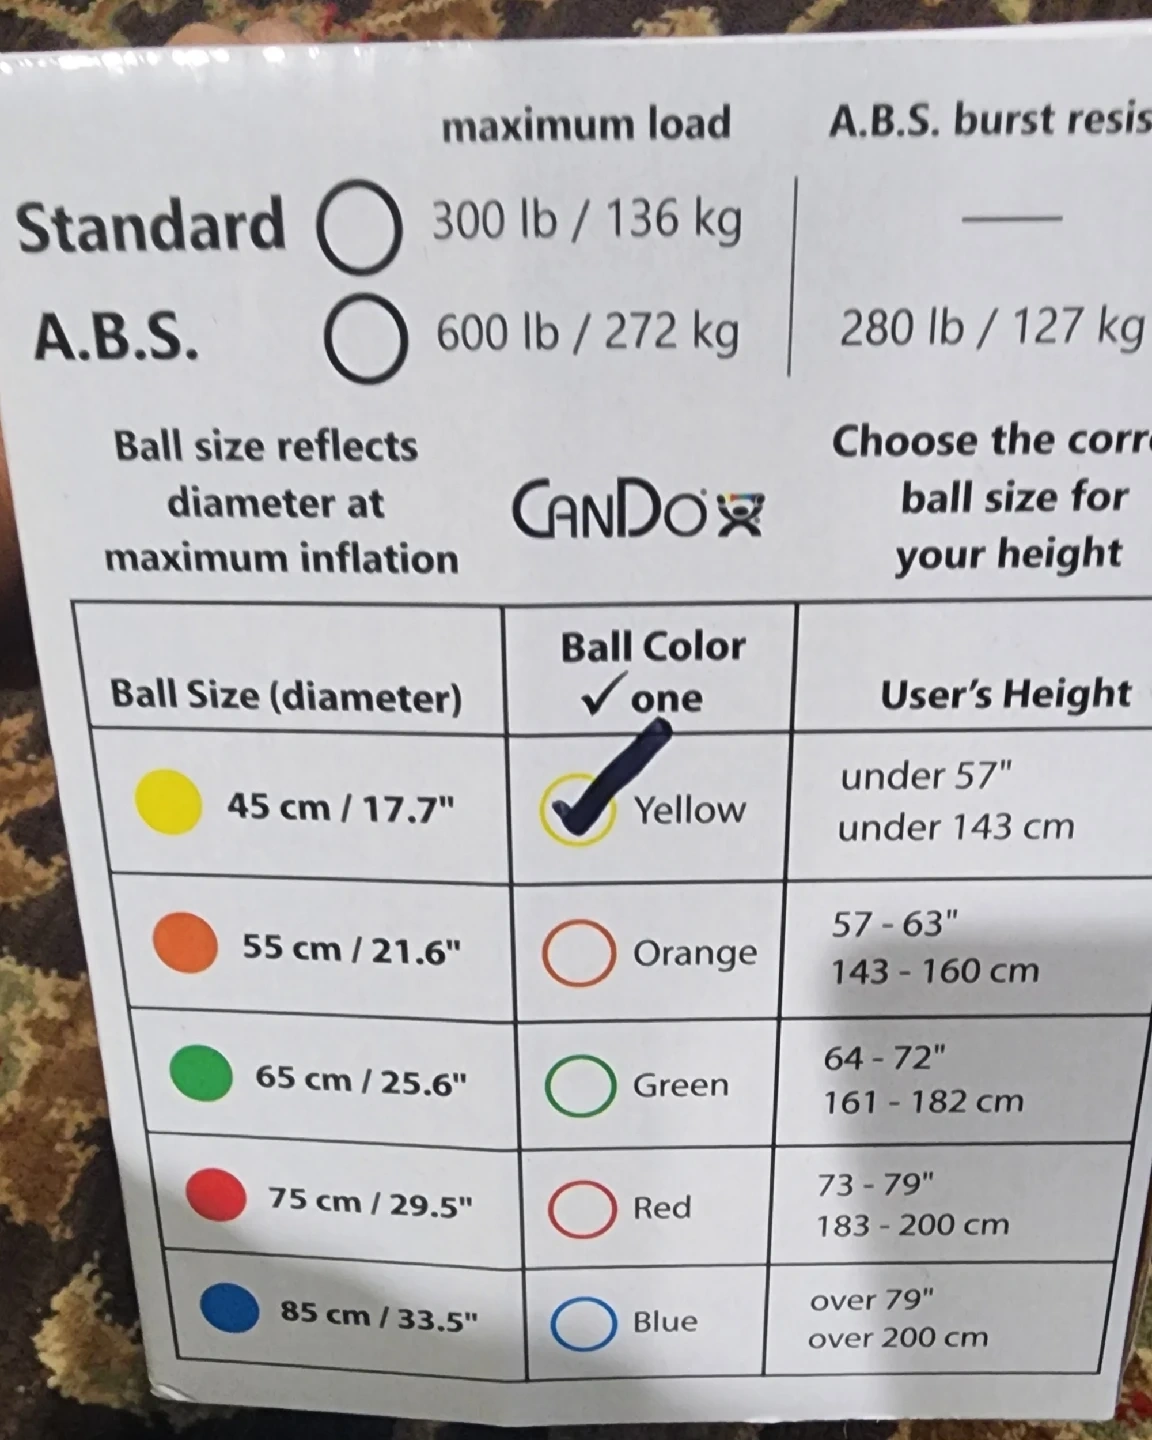 maximum load A.B.S. burst resis
Standard 300 lb / 136 kg
A.B.S. 600 lb / 272 kg 280 lb / 127 kg
Ball size reflects
diameter at
maximum inflation
CanDo®
Choose the corre
ball size for
your height
Ball Size (diameter)
Ball Color
✓ one
User's Height
45 cm / 17.7" Yellow
under 57"
under 143 cm
55 cm / 21.6" Orange
57 - 63"
143 - 160 cm
65 cm / 25.6" Green
64 - 72"
161 - 182 cm
75 cm / 29.5" Red
73 - 79"
183 - 200 cm
85 cm / 33.5" Blue
over 79"
over 200 cm